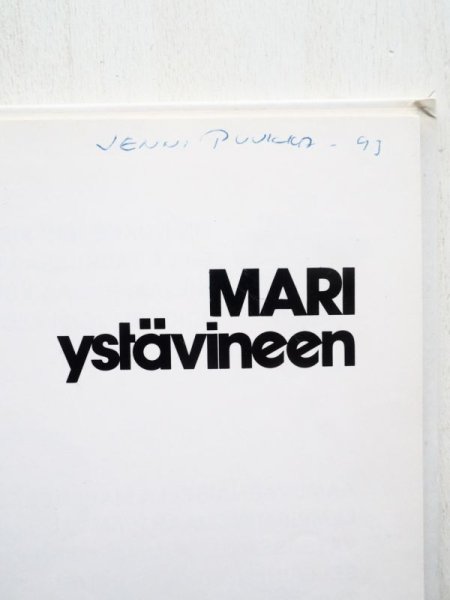 JENNI PUUKKA - 93
MARI
ystävineen